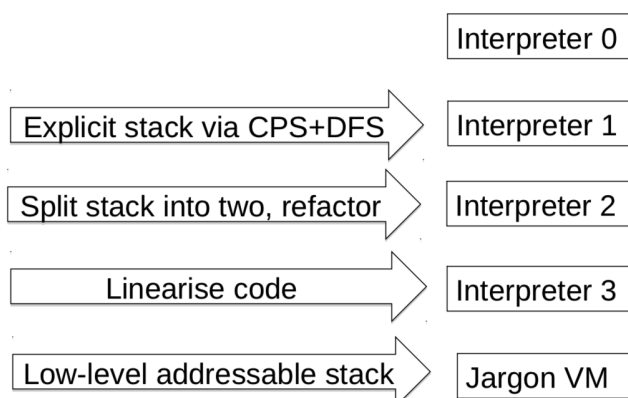 Interpreter 0
Explicit stack via CPS+DFS
Interpreter 1
Split stack into two, refactor
Interpreter 2
Linearise code
Interpreter 3
Low-level addressable stack
Jargon VM